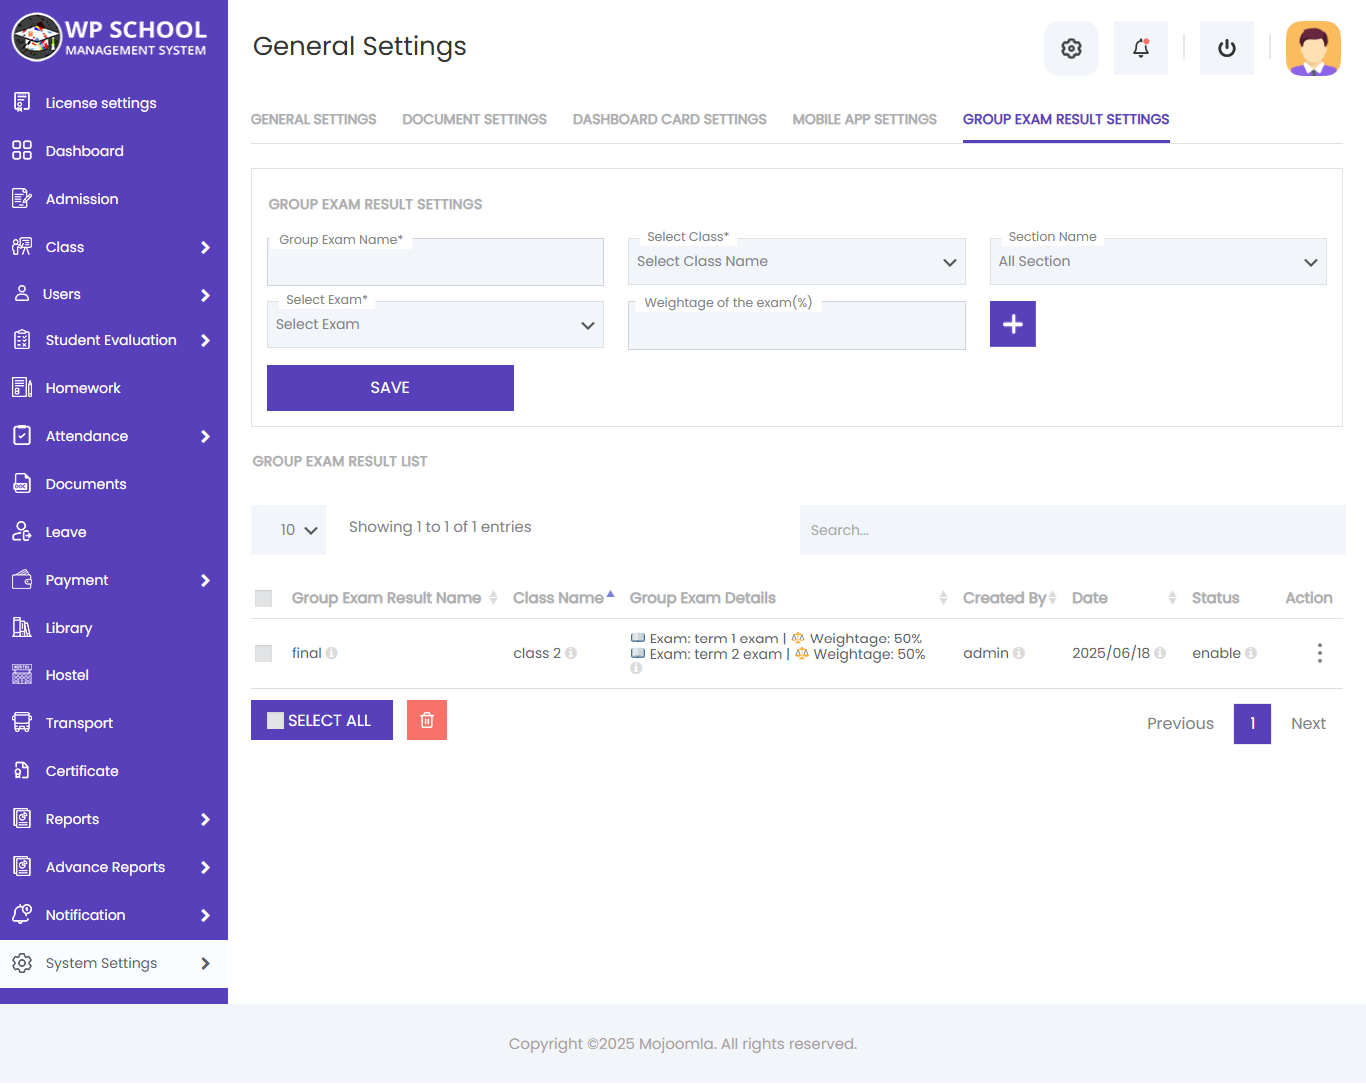 WP SCHOOL
MANAGEMENT SYSTEM
License settings
Dashboard
Admission
Class
Users
Student Evaluation
Homework
Attendance
Documents
Leave
Payment
Library
Hostel
Transport
Certificate
Reports
Advance Reports
Notification
System Settings
General Settings
GENERAL SETTINGS DOCUMENT SETTINGS DASHBOARD CARD SETTINGS MOBILE APP SETTINGS GROUP EXAM RESULT SETTINGS
GROUP EXAM RESULT SETTINGS
Group Exam Name* Select Class* Section Name
Select Class Name All Section
Select Exam* Weightage of the exam(%)
Select Exam
SAVE
GROUP EXAM RESULT LIST
10 Showing 1 to 1 of 1 entries Search...
Group Exam Result Name Class Name Group Exam Details Created By Date Status Action
final class 2 📖 Exam: term 1 exam | ⚖️ Weightage: 50% admin 2025/06/18 enable
📖 Exam: term 2 exam | ⚖️ Weightage: 50%
SELECT ALL Previous 1 Next
Copyright ©2025 Mojoomla. All rights reserved.